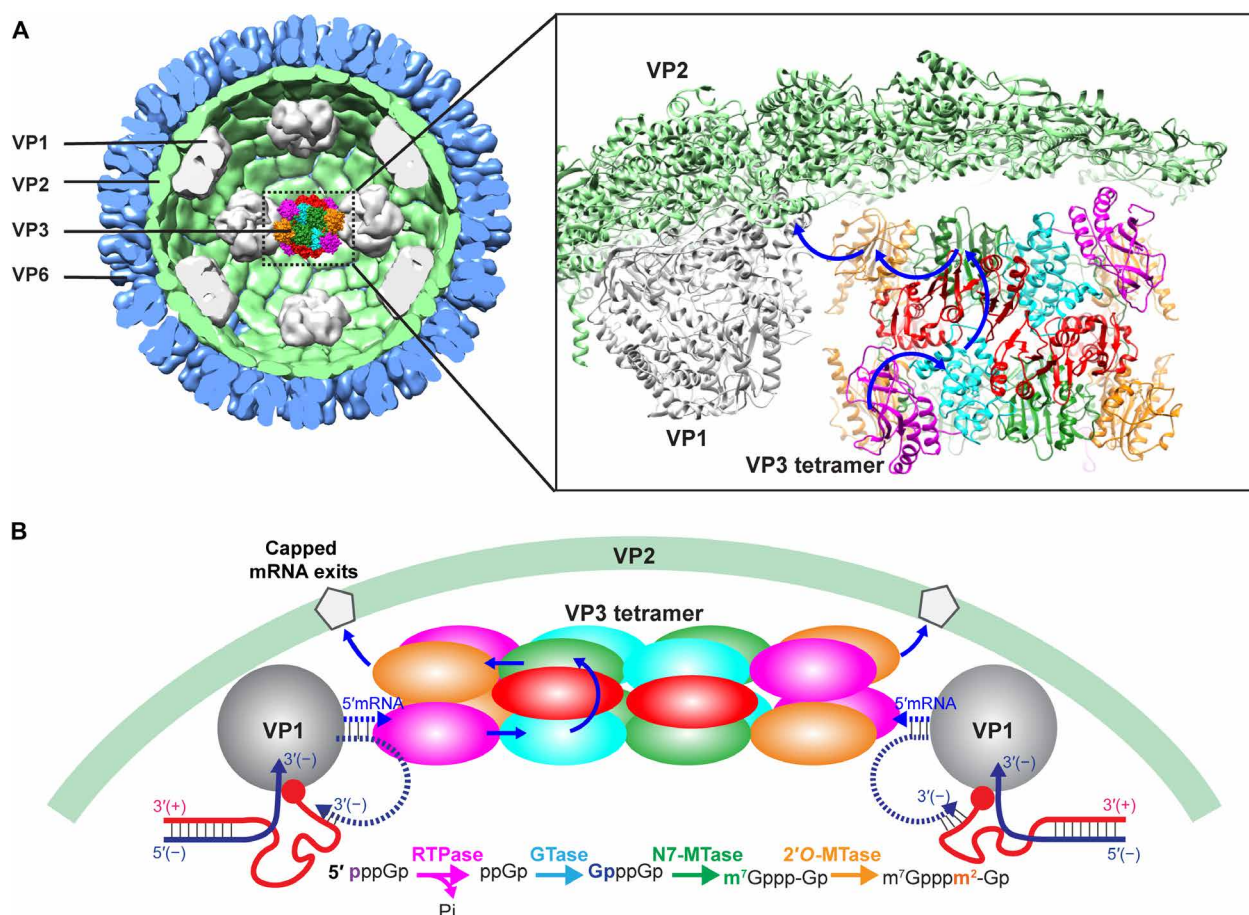 A
VP1
VP2
VP3
VP6
VP2
VP1
VP3 tetramer
B
Capped
mRNA exits
VP2
VP3 tetramer
5′mRNA
VP1
3′(−)
3′(−)
3′(+)
5′(−)
5′mRNA
VP1
3′(−)
3′(−)
3′(+)
5′(−)
RTPase GTase N7-MTase 2′O-MTase
5′ pppGp ppGp GpppGp m⁷Gppp-Gp m⁷Gpppm²-Gp
Pi